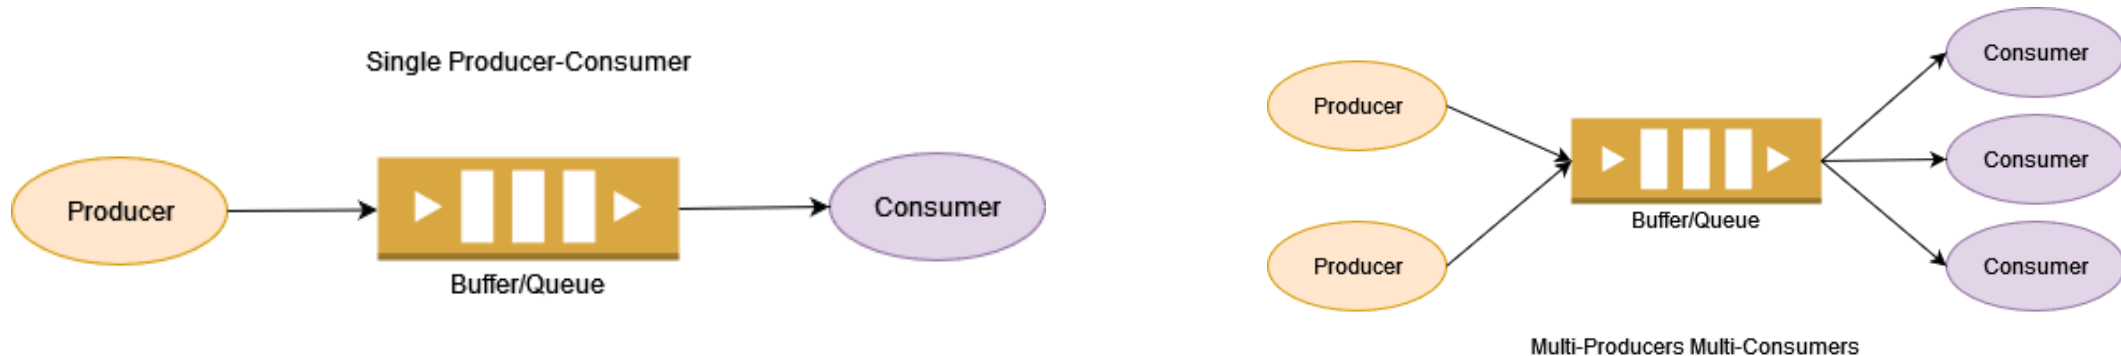 Single Producer-Consumer
Producer
Buffer/Queue
Consumer
Producer
Producer
Buffer/Queue
Consumer
Consumer
Consumer
Multi-Producers Multi-Consumers